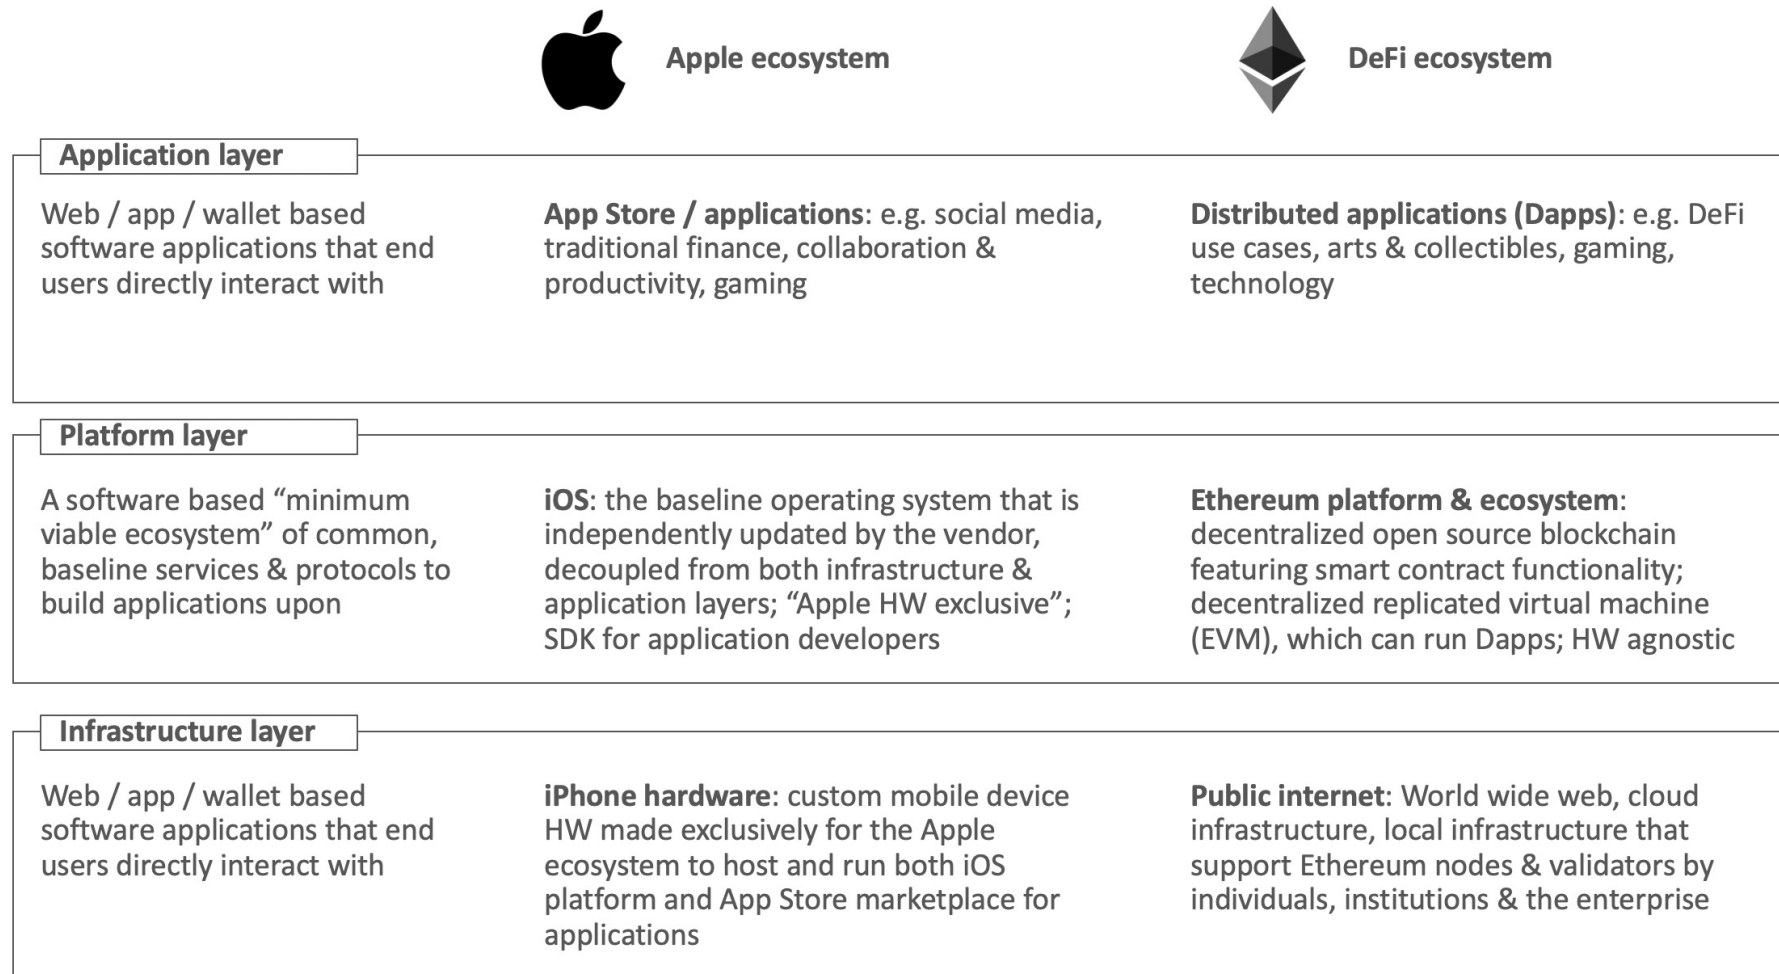 Apple ecosystem
DeFi ecosystem
Application layer
Web / app / wallet based
software applications that end
users directly interact with
App Store / applications: e.g. social media,
traditional finance, collaboration &
productivity, gaming
Distributed applications (Dapps): e.g. DeFi
use cases, arts & collectibles, gaming,
technology
Platform layer
A software based “minimum
viable ecosystem” of common,
baseline services & protocols to
build applications upon
iOS: the baseline operating system that is
independently updated by the vendor,
decoupled from both infrastructure &
application layers; “Apple HW exclusive”;
SDK for application developers
Ethereum platform & ecosystem:
decentralized open source blockchain
featuring smart contract functionality;
decentralized replicated virtual machine
(EVM), which can run Dapps; HW agnostic
Infrastructure layer
Web / app / wallet based
software applications that end
users directly interact with
iPhone hardware: custom mobile device
HW made exclusively for the Apple
ecosystem to host and run both iOS
platform and App Store marketplace for
applications
Public internet: World wide web, cloud
infrastructure, local infrastructure that
support Ethereum nodes & validators by
individuals, institutions & the enterprise